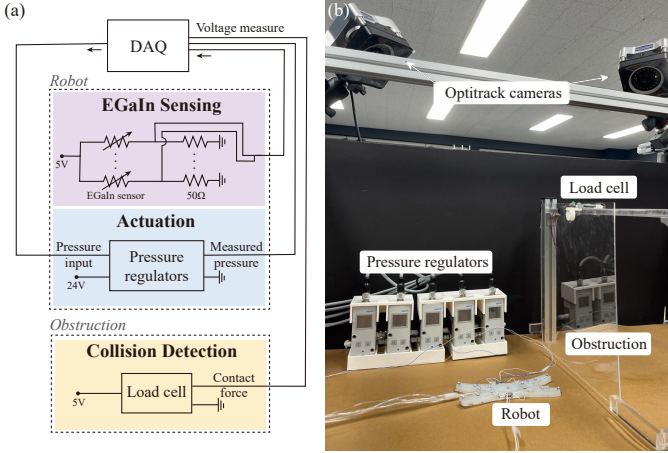 (a)
Voltage measure
DAQ
Robot
EGaIn Sensing
5V
EGaIn sensor
50Ω
Actuation
Pressure
input
Pressure
regulators
Measured
pressure
24V
Obstruction
Collision Detection
Load cell
Contact
force
5V
(b)
Optitrack cameras
Load cell
Pressure regulators
Obstruction
Robot